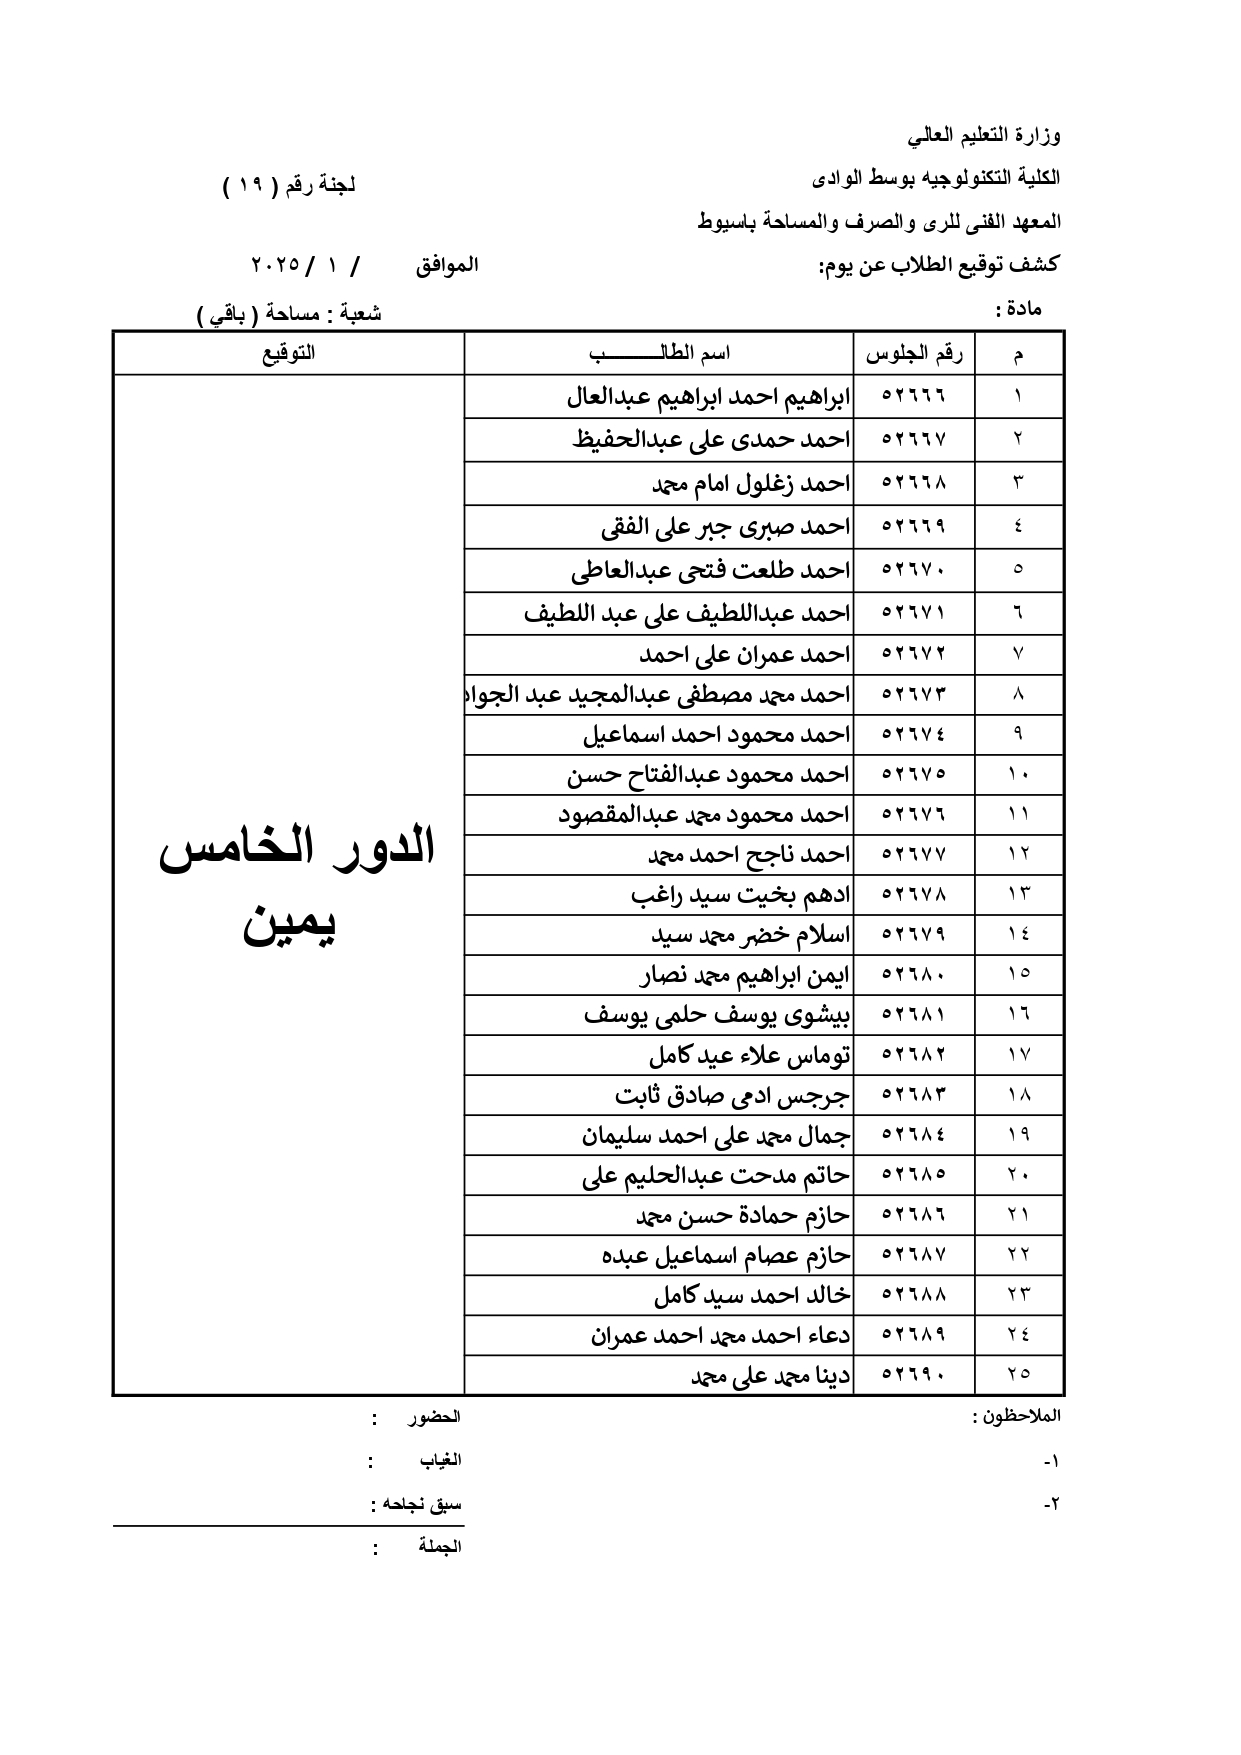 وزارة التعليم العالي
الكلية التكنولوجيه بوسط الوادى
لجنة رقم ( ١٩ )
المعهد الفنى للرى والصرف والمساحة باسيوط
كشف توقيع الطلاب عن يوم: الموافق / ١ / ٢٠٢٥
مادة :
شعبة : مساحة ( باقي )
م رقم الجلوس اسم الطالـــــــــب التوقيع
١ ٥٢٦٦٦ ابراهيم احمد ابراهيم عبدالعال
٢ ٥٢٦٦٧ احمد حمدى على عبدالحفيظ
٣ ٥٢٦٦٨ احمد زغلول امام محمد
٤ ٥٢٦٦٩ احمد صبرى جبر على الفقى
٥ ٥٢٦٧٠ احمد طلعت فتحى عبدالعاطى
٦ ٥٢٦٧١ احمد عبداللطيف على عبد اللطيف
٧ ٥٢٦٧٢ احمد عمران على احمد
٨ ٥٢٦٧٣ احمد محمد مصطفى عبدالمجيد عبد الجواد
٩ ٥٢٦٧٤ احمد محمود احمد اسماعيل
١٠ ٥٢٦٧٥ احمد محمود عبدالفتاح حسن
١١ ٥٢٦٧٦ احمد محمود محمد عبدالمقصود
١٢ ٥٢٦٧٧ احمد ناجح احمد محمد
١٣ ٥٢٦٧٨ ادهم بخيت سيد راغب
١٤ ٥٢٦٧٩ اسلام خضر محمد سيد
١٥ ٥٢٦٨٠ ايمن ابراهيم محمد نصار
١٦ ٥٢٦٨١ بيشوى يوسف حلمى يوسف
١٧ ٥٢٦٨٢ توماس علاء عيد كامل
١٨ ٥٢٦٨٣ جرجس ادمى صادق ثابت
١٩ ٥٢٦٨٤ جمال محمد على احمد سليمان
٢٠ ٥٢٦٨٥ حاتم مدحت عبدالحليم على
٢١ ٥٢٦٨٦ حازم حمادة حسن محمد
٢٢ ٥٢٦٨٧ حازم عصام اسماعيل عبده
٢٣ ٥٢٦٨٨ خالد احمد سيد كامل
٢٤ ٥٢٦٨٩ دعاء احمد محمد احمد عمران
٢٥ ٥٢٦٩٠ دينا محمد على محمد
الدور الخامس
يمين
الملاحظون : الحضور :
١- الغياب :
٢- سبق نجاحه :
الجملة :